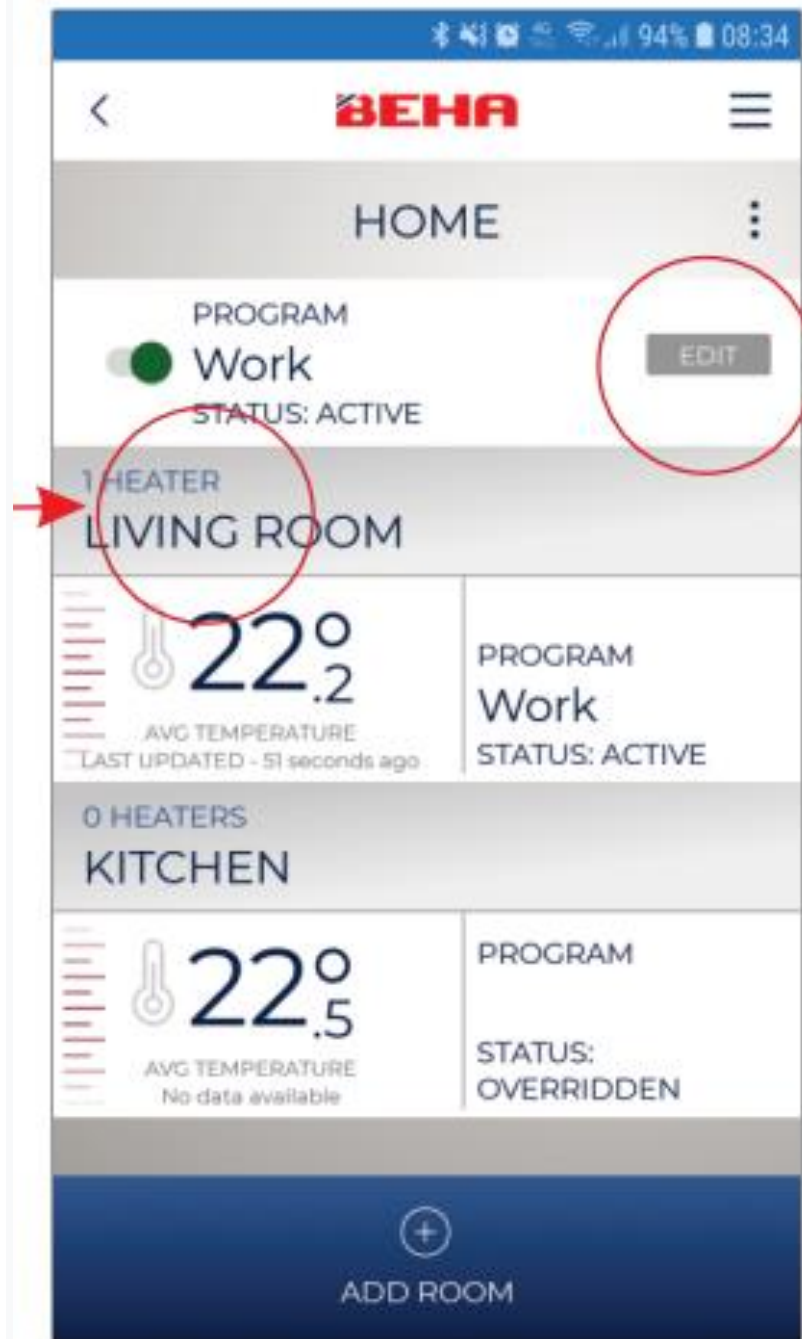 94% 08:34
BEHA
HOME
PROGRAM
Work
STATUS: ACTIVE
EDIT
1 HEATER
LIVING ROOM
22°.2
AVG TEMPERATURE
LAST UPDATED - 51 seconds ago
PROGRAM
Work
STATUS: ACTIVE
0 HEATERS
KITCHEN
22°.5
AVG TEMPERATURE
No data available
PROGRAM
STATUS:
OVERRIDDEN
ADD ROOM